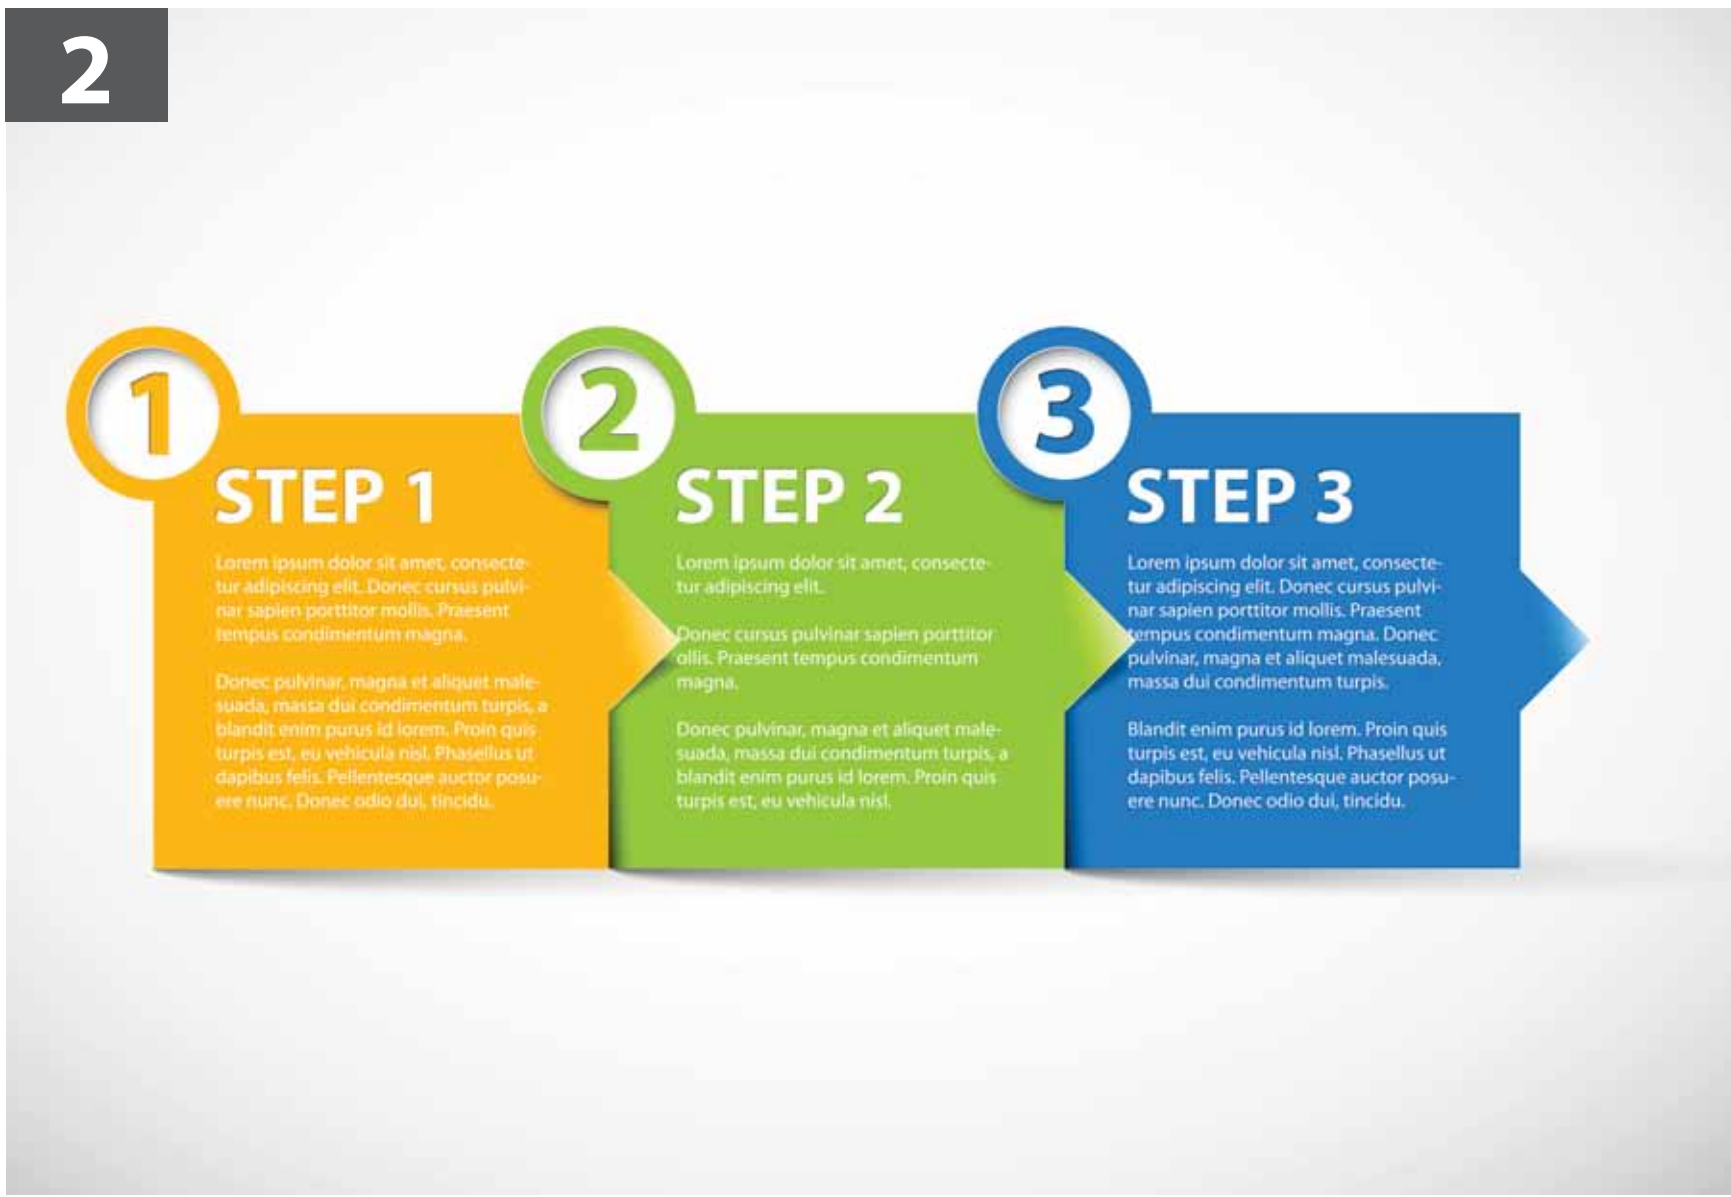 2
1
STEP 1
Lorem ipsum dolor sit amet, consecte-
tur adipiscing elit. Donec cursus pulvi-
nar sapien porttitor mollis. Praesent
tempus condimentum magna.
Donec pulvinar, magna et aliquet male-
suada, massa dui condimentum turpis, a
blandit enim purus id lorem. Proin quis
turpis est, eu vehicula nisl. Phasellus ut
dapibus felis. Pellentesque auctor posu-
ere nunc. Donec odio dui, tincidu.
2
STEP 2
Lorem ipsum dolor sit amet, consecte-
tur adipiscing elit.
Donec cursus pulvinar sapien porttitor
ollis. Praesent tempus condimentum
magna.
Donec pulvinar, magna et aliquet male-
suada, massa dui condimentum turpis, a
blandit enim purus id lorem. Proin quis
turpis est, eu vehicula nisl.
3
STEP 3
Lorem ipsum dolor sit amet, consecte-
tur adipiscing elit. Donec cursus pulvi-
nar sapien porttitor mollis. Praesent
tempus condimentum magna. Donec
pulvinar, magna et aliquet malesuada,
massa dui condimentum turpis.
Blandit enim purus id lorem. Proin quis
turpis est, eu vehicula nisl. Phasellus ut
dapibus felis. Pellentesque auctor posu-
ere nunc. Donec odio dui, tincidu.